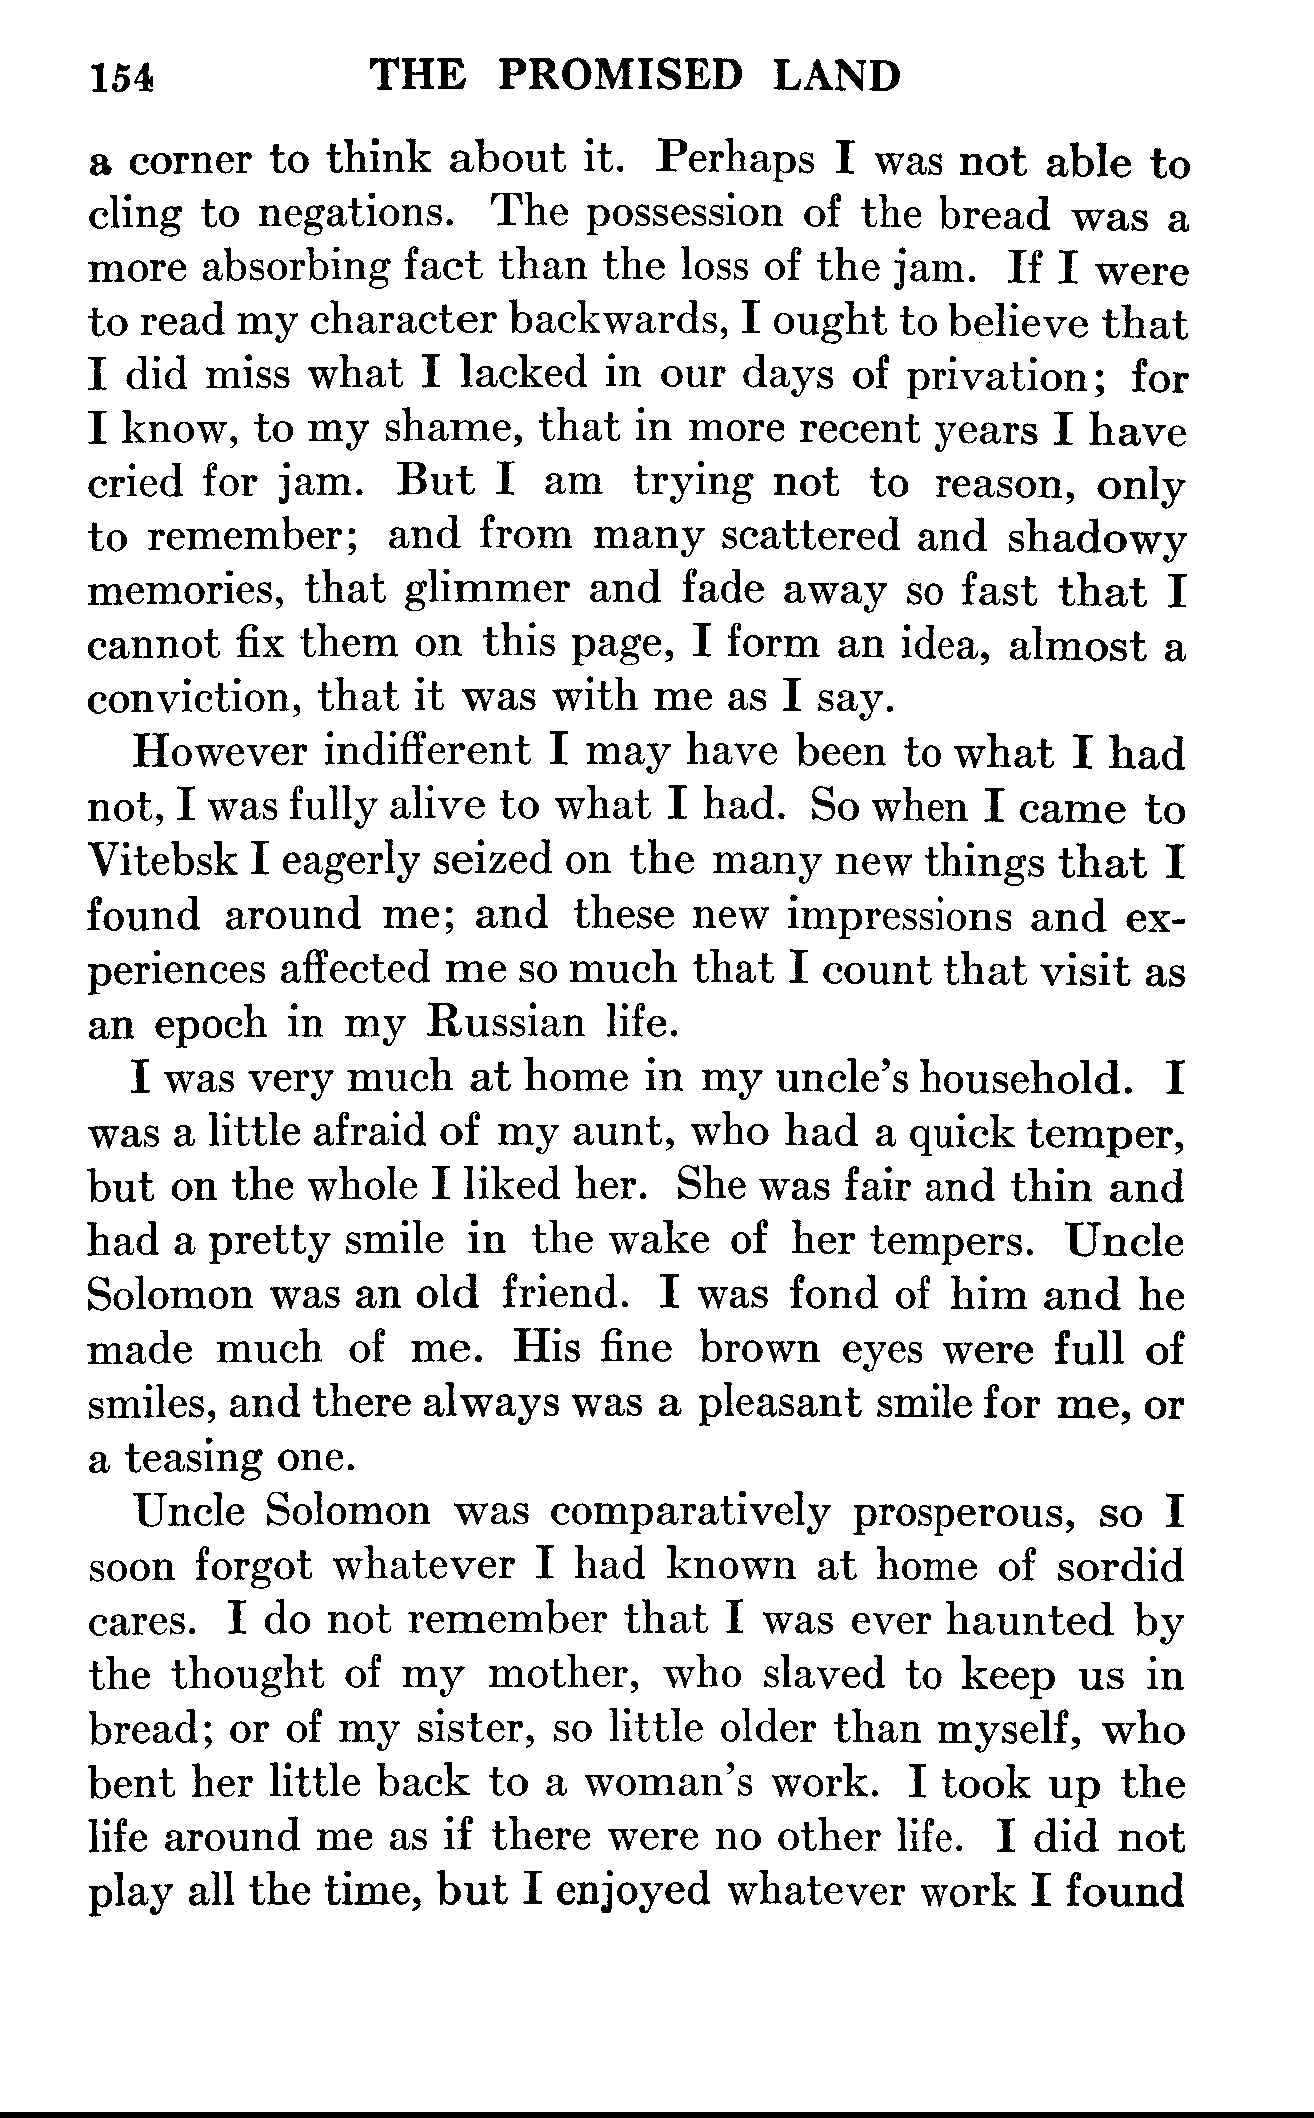 154 THE PROMISED LAND
a corner to think about it. Perhaps I was not able to
cling to negations. The possession of the bread was a
more absorbing fact than the loss of the jam. If I were
to read my character backwards, I ought to believe that
I did miss what I lacked in our days of privation; for
I know, to my shame, that in more recent years I have
cried for jam. But I am trying not to reason, only
to remember; and from many scattered and shadowy
memories, that glimmer and fade away so fast that I
cannot fix them on this page, I form an idea, almost a
conviction, that it was with me as I say.
However indifferent I may have been to what I had
not, I was fully alive to what I had. So when I came to
Vitebsk I eagerly seized on the many new things that I
found around me; and these new impressions and ex-
periences affected me so much that I count that visit as
an epoch in my Russian life.
I was very much at home in my uncle's household. I
was a little afraid of my aunt, who had a quick temper,
but on the whole I liked her. She was fair and thin and
had a pretty smile in the wake of her tempers. Uncle
Solomon was an old friend. I was fond of him and he
made much of me. His fine brown eyes were full of
smiles, and there always was a pleasant smile for me, or
a teasing one.
Uncle Solomon was comparatively prosperous, so I
soon forgot whatever I had known at home of sordid
cares. I do not remember that I was ever haunted by
the thought of my mother, who slaved to keep us in
bread; or of my sister, so little older than myself, who
bent her little back to a woman's work. I took up the
life around me as if there were no other life. I did not
play all the time, but I enjoyed whatever work I found